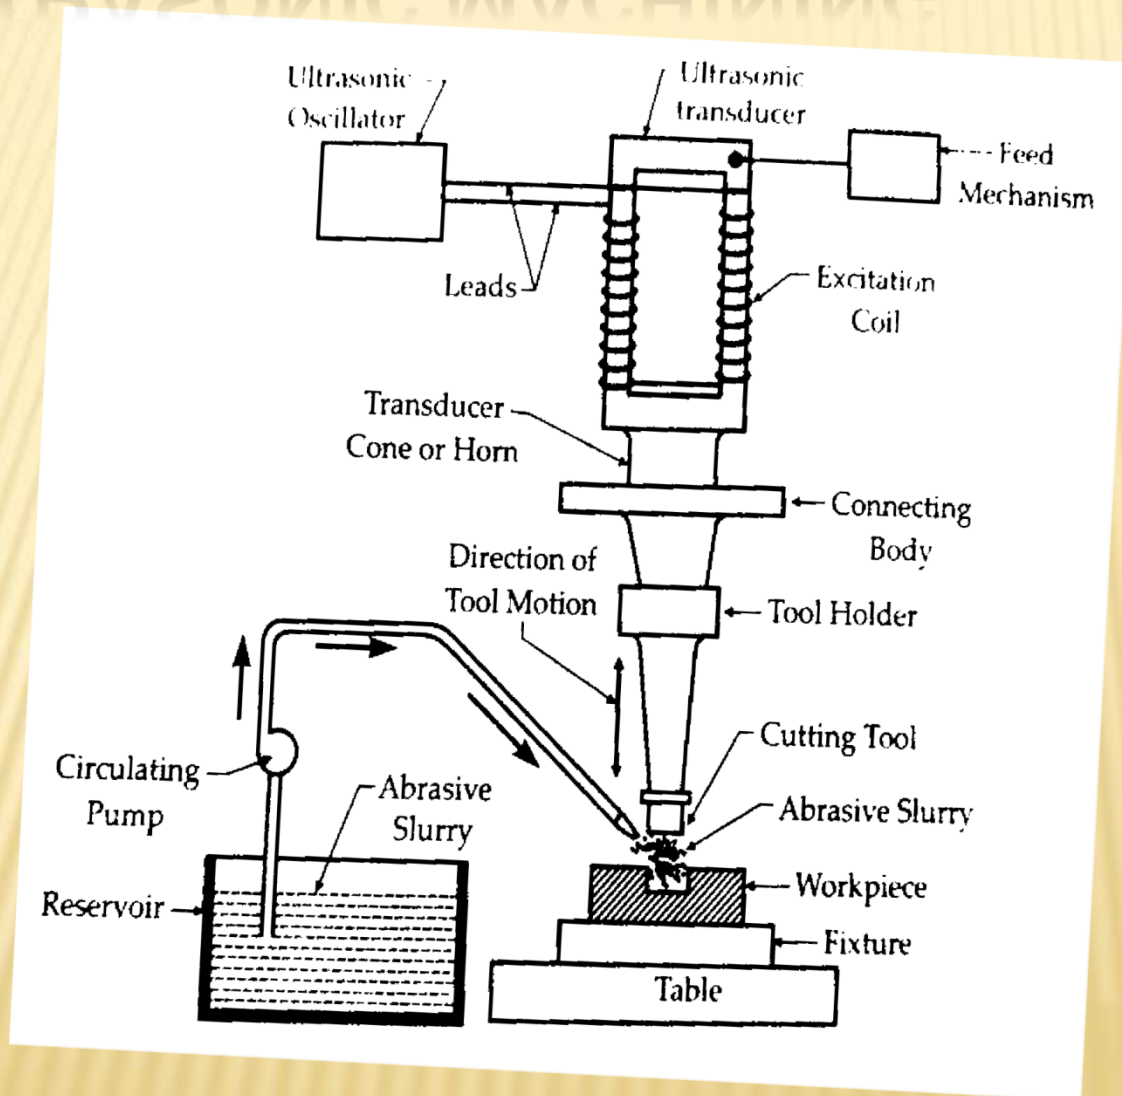 Ultrasonic
Oscillator
Ultrasonic
transducer
Feed
Mechanism
Leads
Excitation
Coil
Transducer
Cone or Horn
Connecting
Body
Direction of
Tool Motion
Tool Holder
Circulating
Pump
Abrasive
Slurry
Cutting Tool
Abrasive Slurry
Reservoir
Workpiece
Fixture
Table